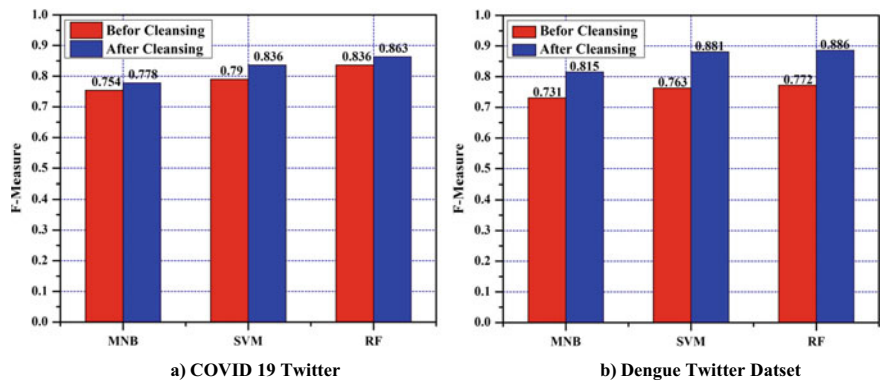 F-Measure
1.0
0.9
0.8
0.7
0.6
0.5
0.4
0.3
0.2
0.1
0.0
Befor Cleansing
After Cleansing
0.754
0.778
0.79
0.836
0.836
0.863
MNB
SVM
RF
a) COVID 19 Twitter
F-Measure
1.0
0.9
0.8
0.7
0.6
0.5
0.4
0.3
0.2
0.1
0.0
Befor Cleansing
After Cleansing
0.731
0.815
0.763
0.881
0.772
0.886
MNB
SVM
RF
b) Dengue Twitter Datset